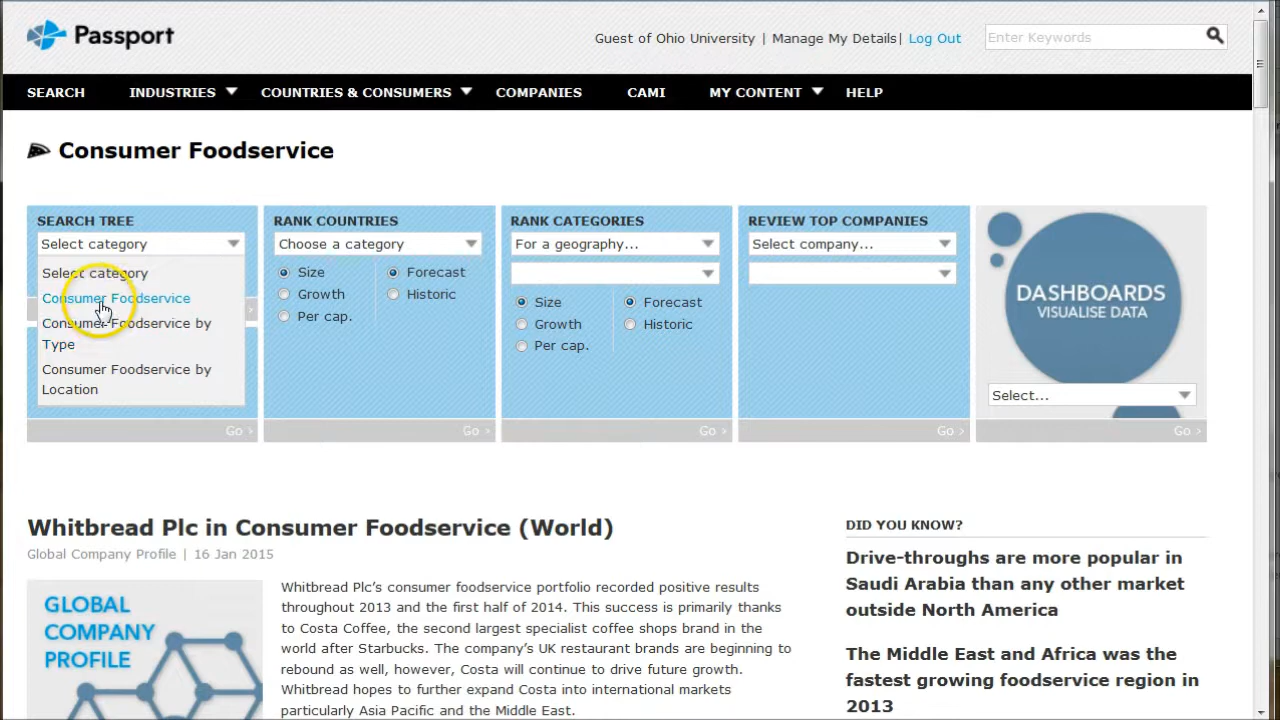 Passport
Guest of Ohio University | Manage My Details| Log Out
Enter Keywords
SEARCH INDUSTRIES COUNTRIES & CONSUMERS COMPANIES CAMI MY CONTENT HELP
Consumer Foodservice
SEARCH TREE
Select category
Select category
Consumer Foodservice
Consumer Foodservice by
Type
Consumer Foodservice by
Location
Go >
RANK COUNTRIES
Choose a category
Size Forecast
Growth Historic
Per cap.
Go >
RANK CATEGORIES
For a geography...
Size Forecast
Growth Historic
Per cap.
Go >
REVIEW TOP COMPANIES
Select company...
Go >
DASHBOARDS
VISUALISE DATA
Select...
Go >
Whitbread Plc in Consumer Foodservice (World)
Global Company Profile | 16 Jan 2015
GLOBAL
COMPANY
PROFILE
Whitbread Plc's consumer foodservice portfolio recorded positive results
throughout 2013 and the first half of 2014. This success is primarily thanks
to Costa Coffee, the second largest specialist coffee shops brand in the
world after Starbucks. The company's UK restaurant brands are beginning to
rebound as well, however, Costa will continue to drive future growth.
Whitbread hopes to further expand Costa into international markets
particularly Asia Pacific and the Middle East.
DID YOU KNOW?
Drive-throughs are more popular in
Saudi Arabia than any other market
outside North America
The Middle East and Africa was the
fastest growing foodservice region in
2013